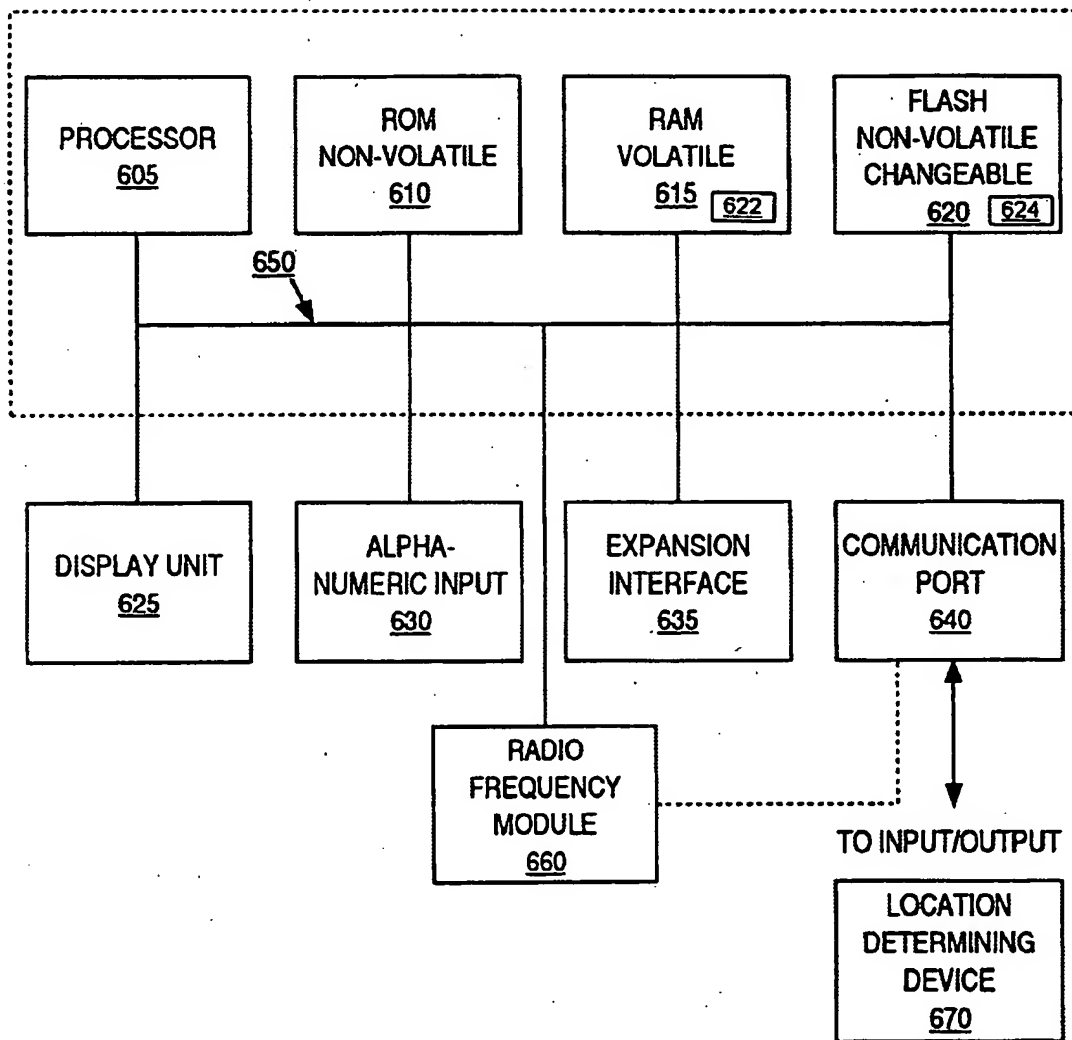 PROCESSOR
605
ROM
NON-VOLATILE
610
RAM
VOLATILE
615
622
FLASH
NON-VOLATILE
CHANGEABLE
620
624
650
DISPLAY UNIT
625
ALPHA-
NUMERIC INPUT
630
EXPANSION
INTERFACE
635
COMMUNICATION
PORT
640
RADIO
FREQUENCY
MODULE
660
TO INPUT/OUTPUT
LOCATION
DETERMINING
DEVICE
670